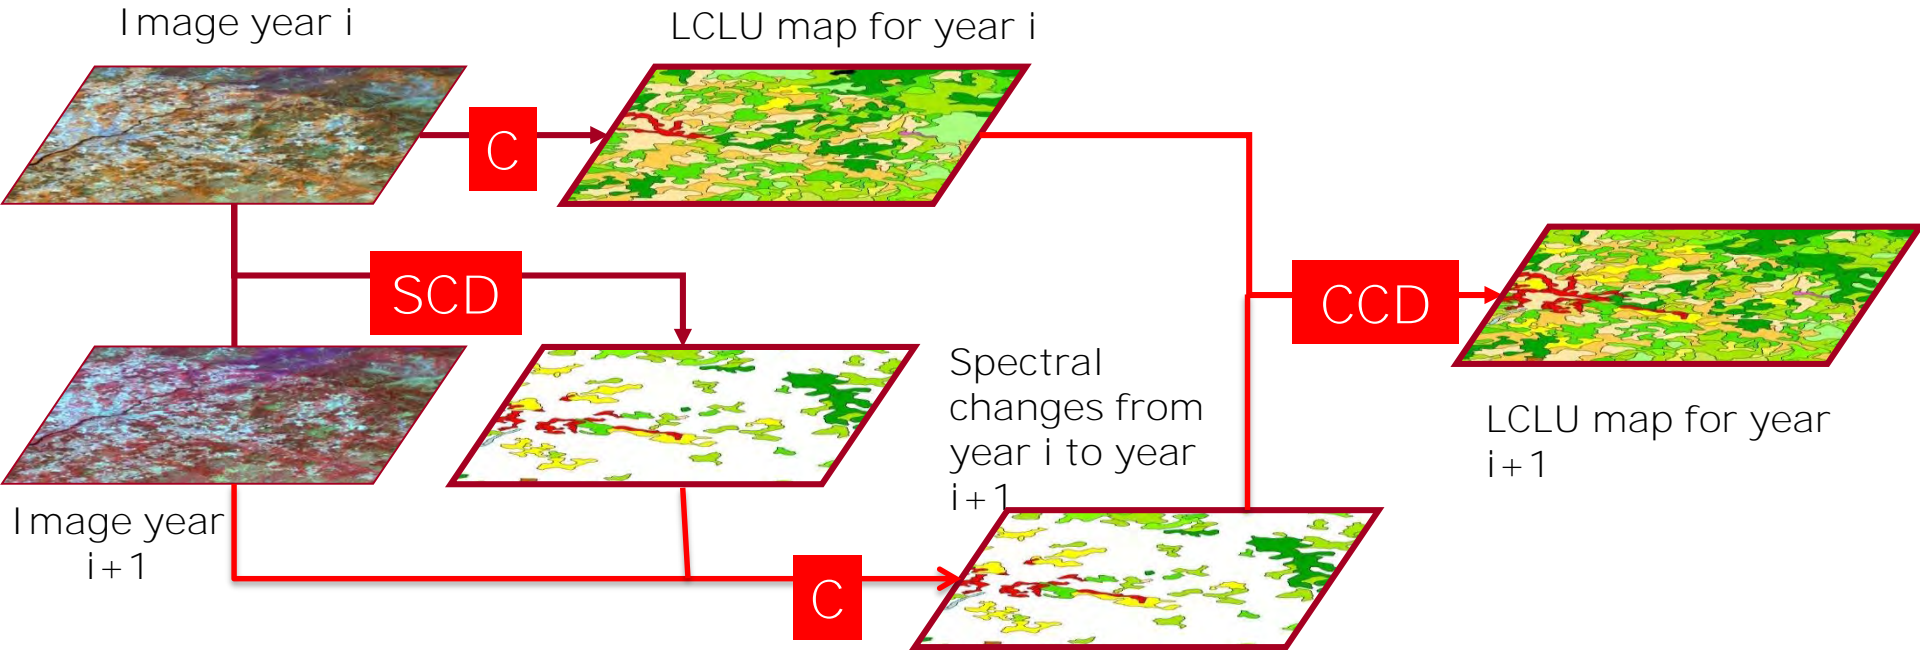 Image year i
LCLU map for year i
C
SCD
CCD
Spectral
changes from
year i to year
i+1
LCLU map for year
i+1
Image year
i+1
C